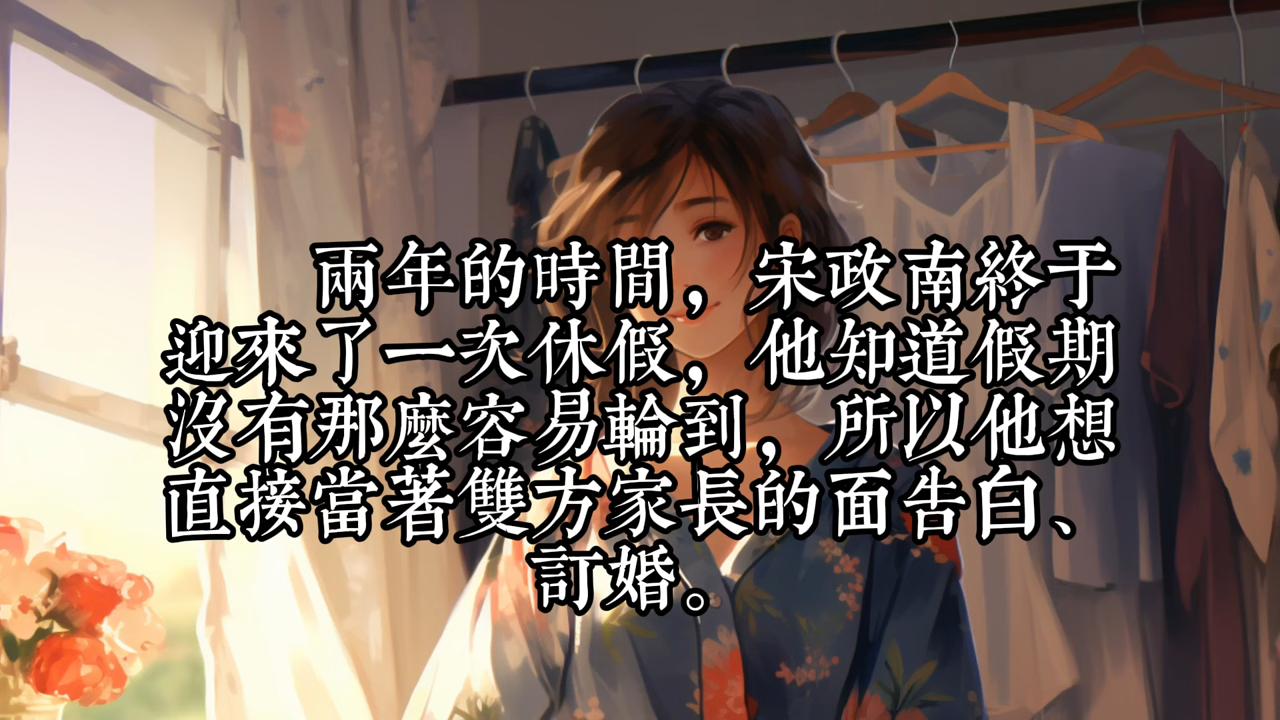 兩年的時間，宋政南終于
迎來了一次休假，他知道假期
沒有那麼容易輪到，所以他想
直接當著雙方家長的面告白、
訂婚。